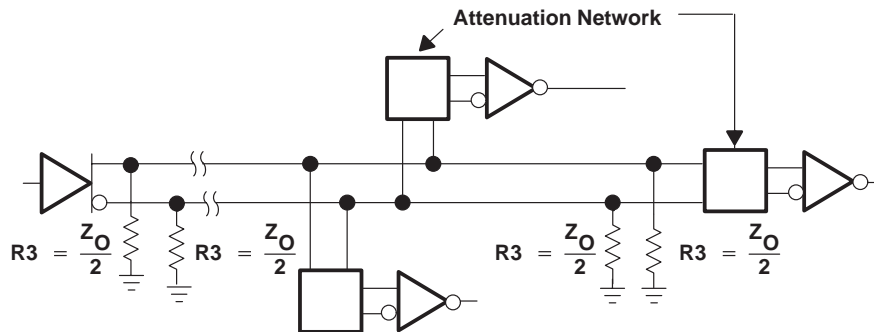 Attenuation Network
R3 = Z_O/2
R3 = Z_O/2
R3 = Z_O/2
R3 = Z_O/2